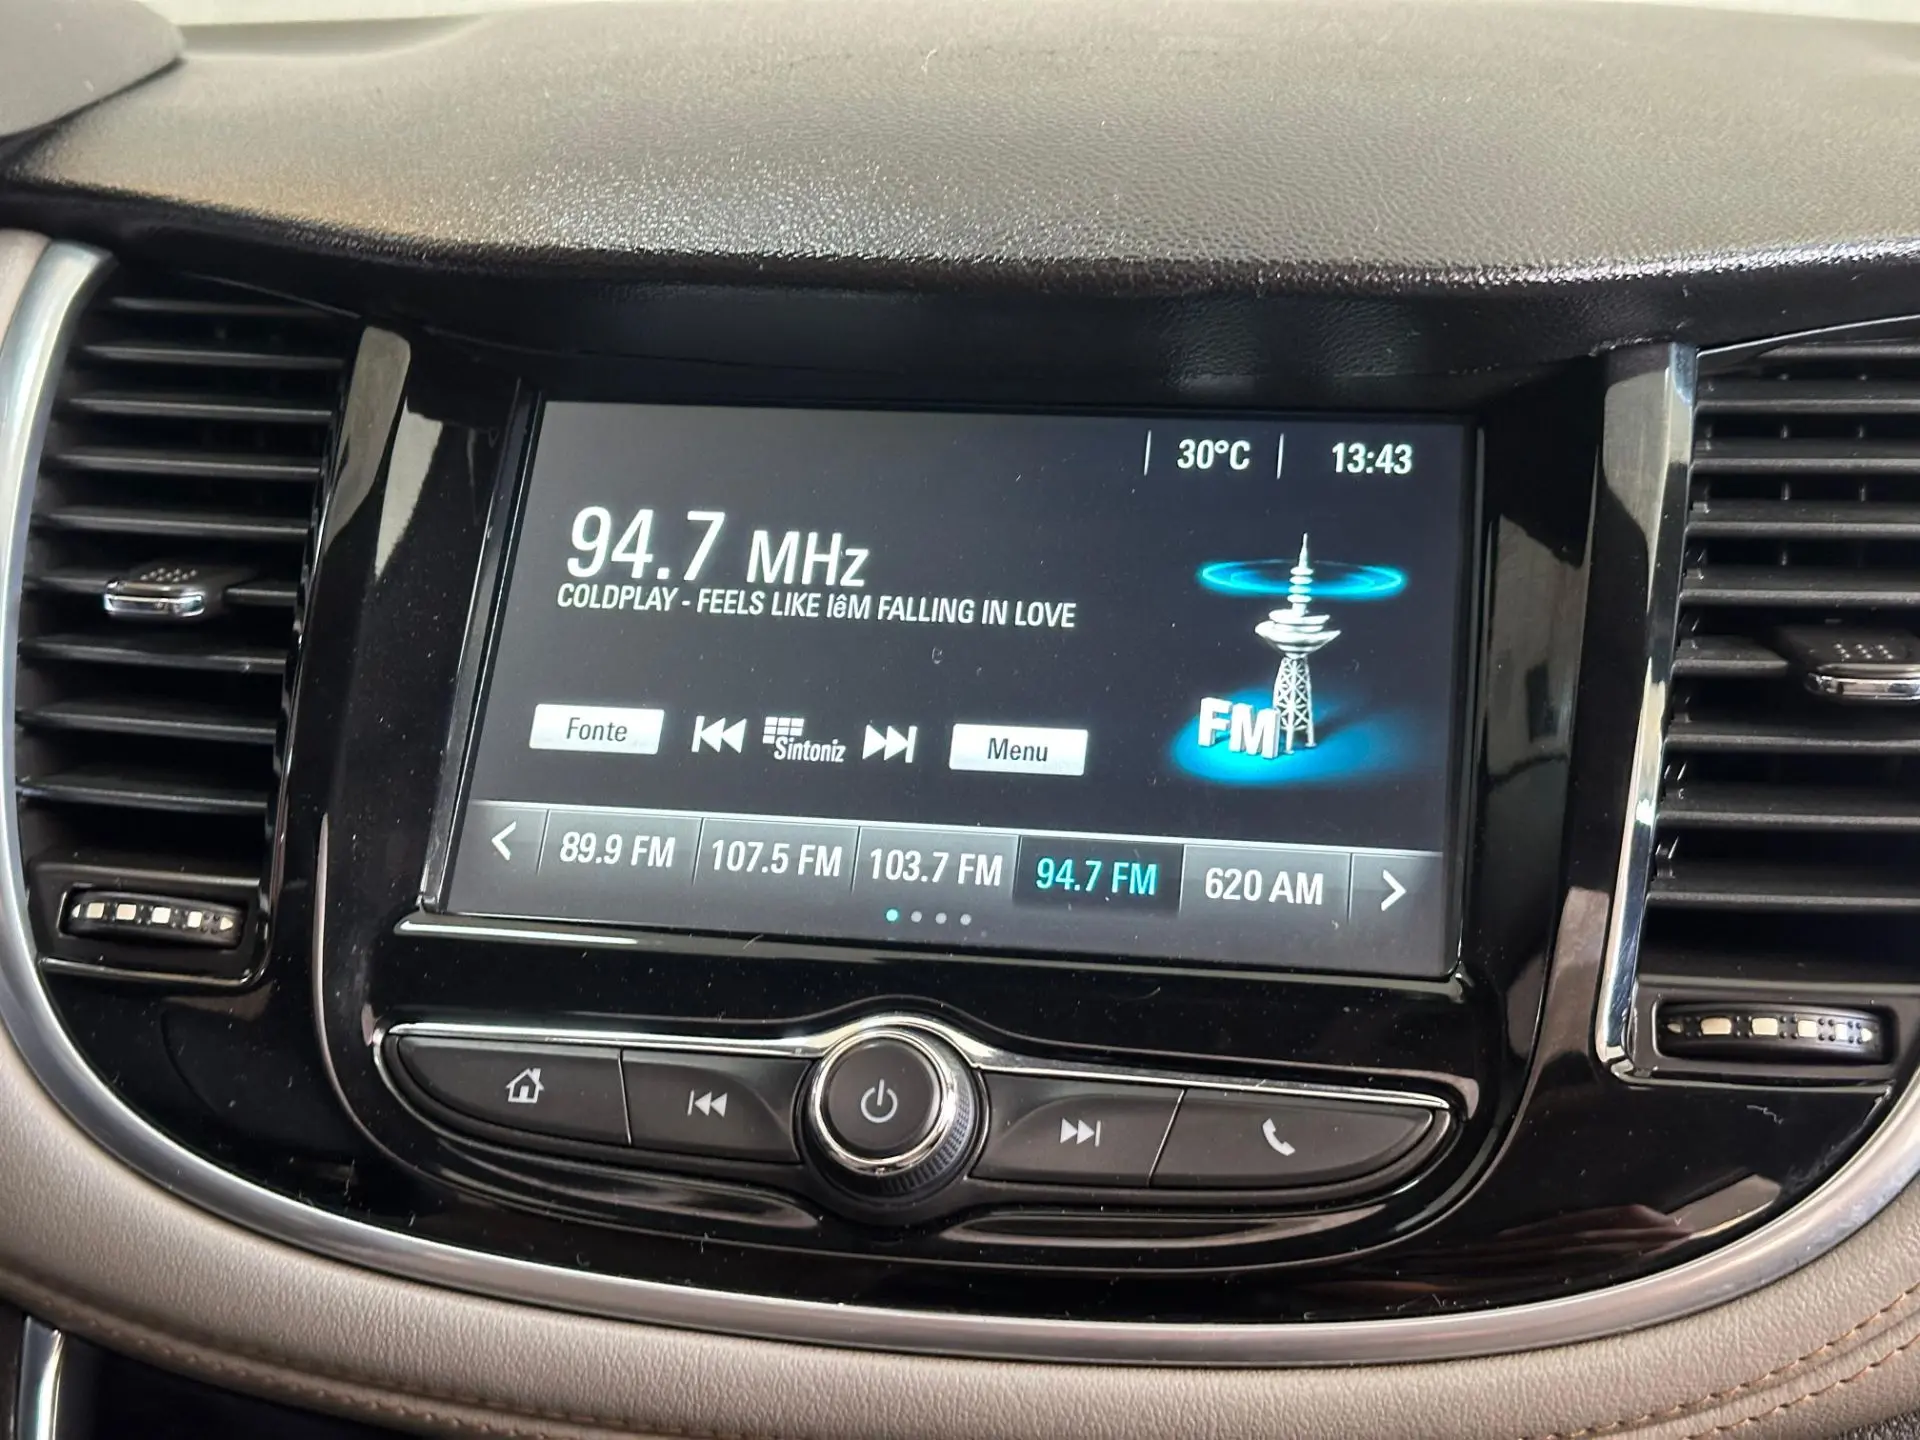 30°C 13:43
94.7 MHz
COLDPLAY - FEELS LIKE IêM FALLING IN LOVE
FM
Fonte Sintoniz Menu
89.9 FM 107.5 FM 103.7 FM 94.7 FM 620 AM